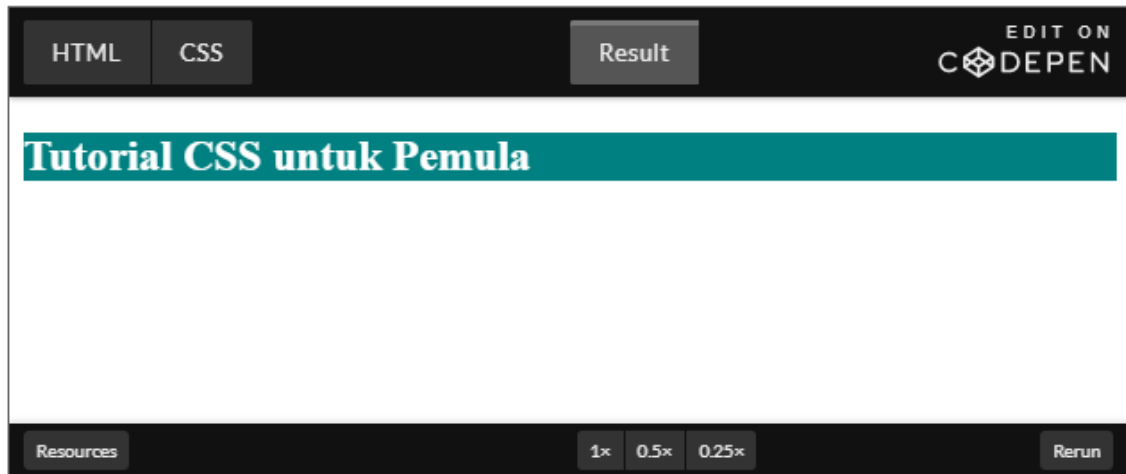 HTML CSS Result EDIT ON
CODEPEN
Tutorial CSS untuk Pemula
Resources 1× 0.5× 0.25× Rerun